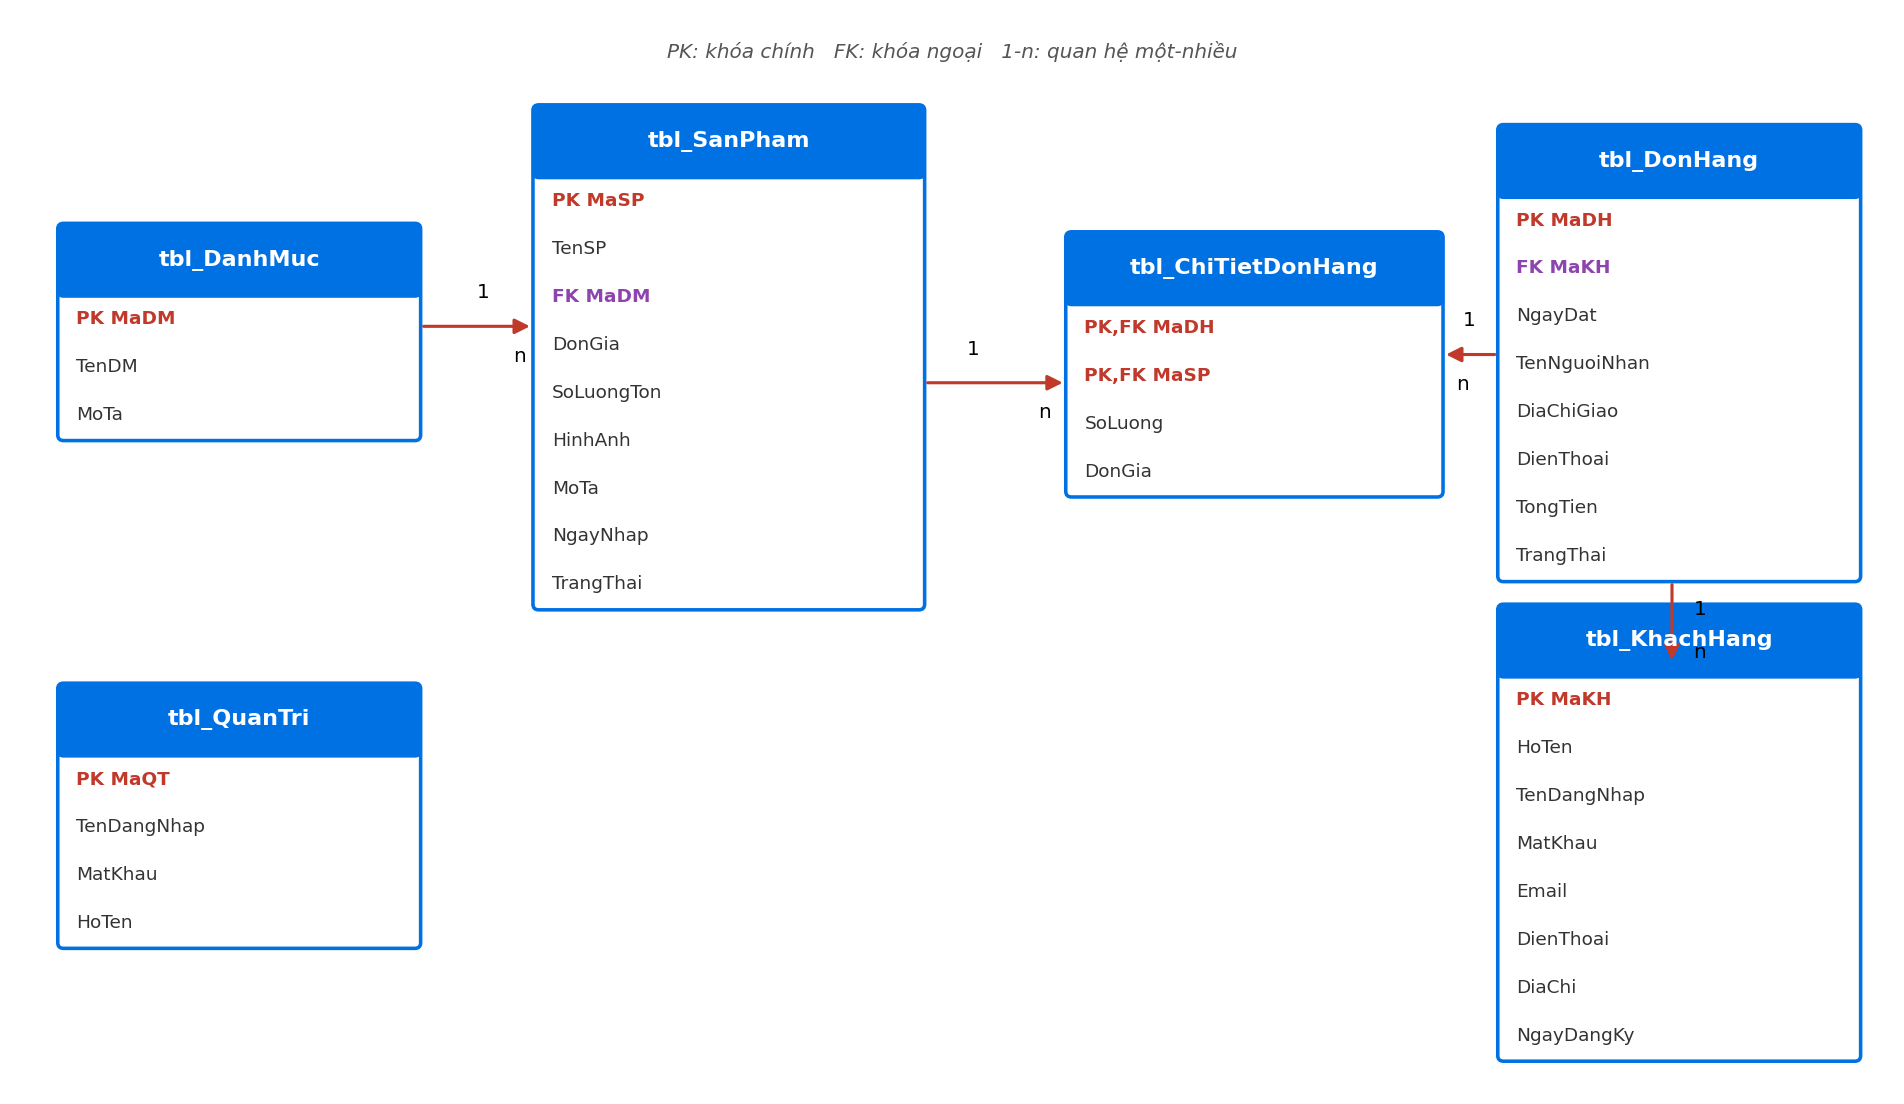 PK: khóa chính   FK: khóa ngoại   1-n: quan hệ một-nhiều
tbl_DanhMuc
PK MaDM
TenDM
MoTa
1
n
tbl_SanPham
PK MaSP
TenSP
FK MaDM
DonGia
SoLuongTon
HinhAnh
MoTa
NgayNhap
TrangThai
1
n
tbl_ChiTietDonHang
PK,FK MaDH
PK,FK MaSP
SoLuong
DonGia
1
n
tbl_DonHang
PK MaDH
FK MaKH
NgayDat
TenNguoiNhan
DiaChiGiao
DienThoai
TongTien
TrangThai
1
n
tbl_KhachHang
PK MaKH
HoTen
TenDangNhap
MatKhau
Email
DienThoai
DiaChi
NgayDangKy
tbl_QuanTri
PK MaQT
TenDangNhap
MatKhau
HoTen